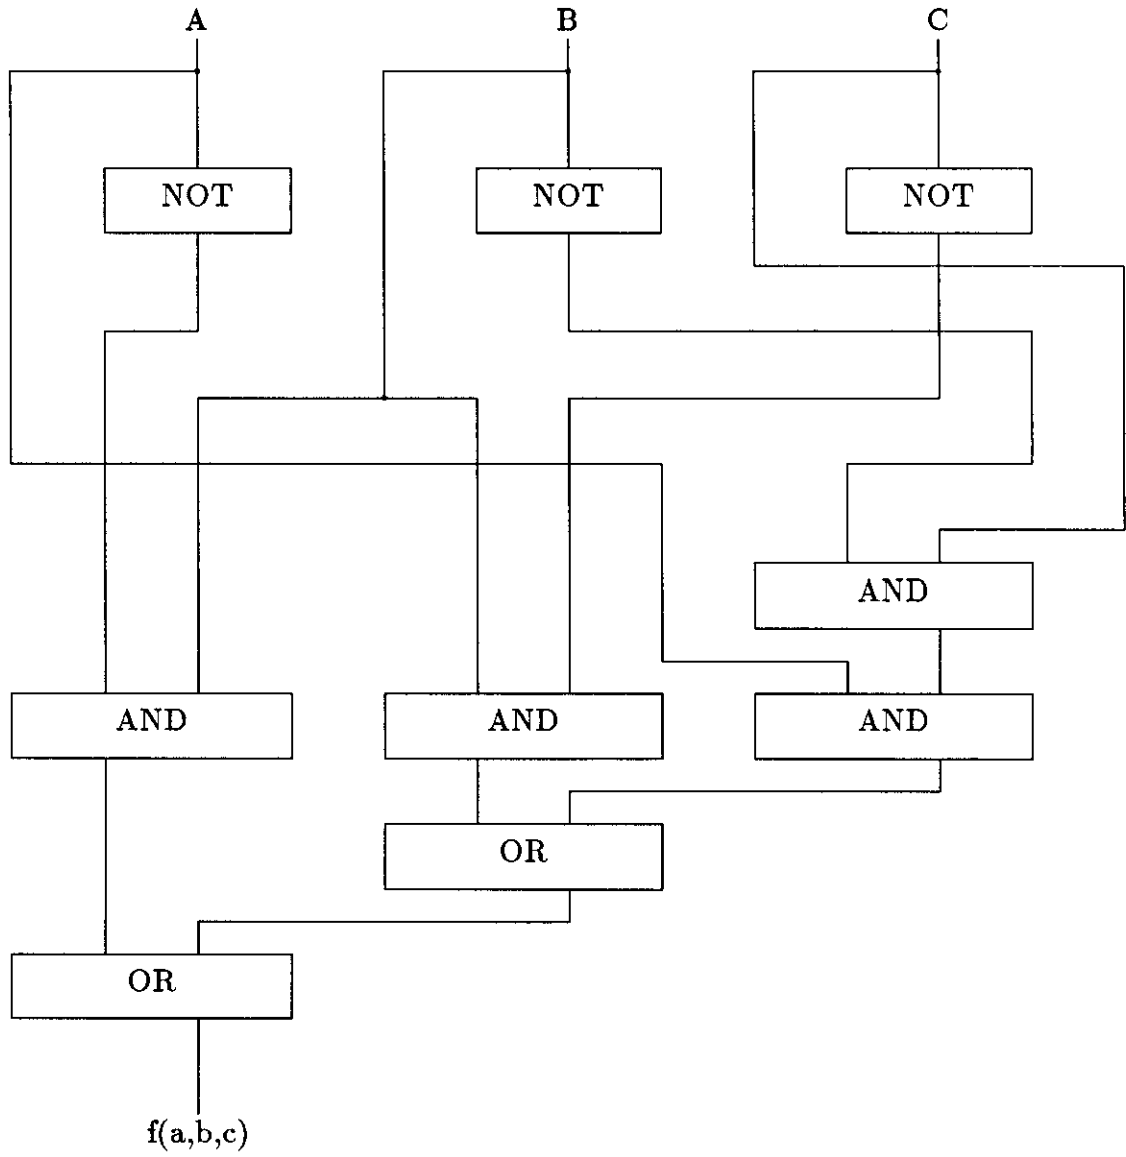 A B C
NOT NOT NOT
AND
AND AND AND
OR
OR
f(a,b,c)